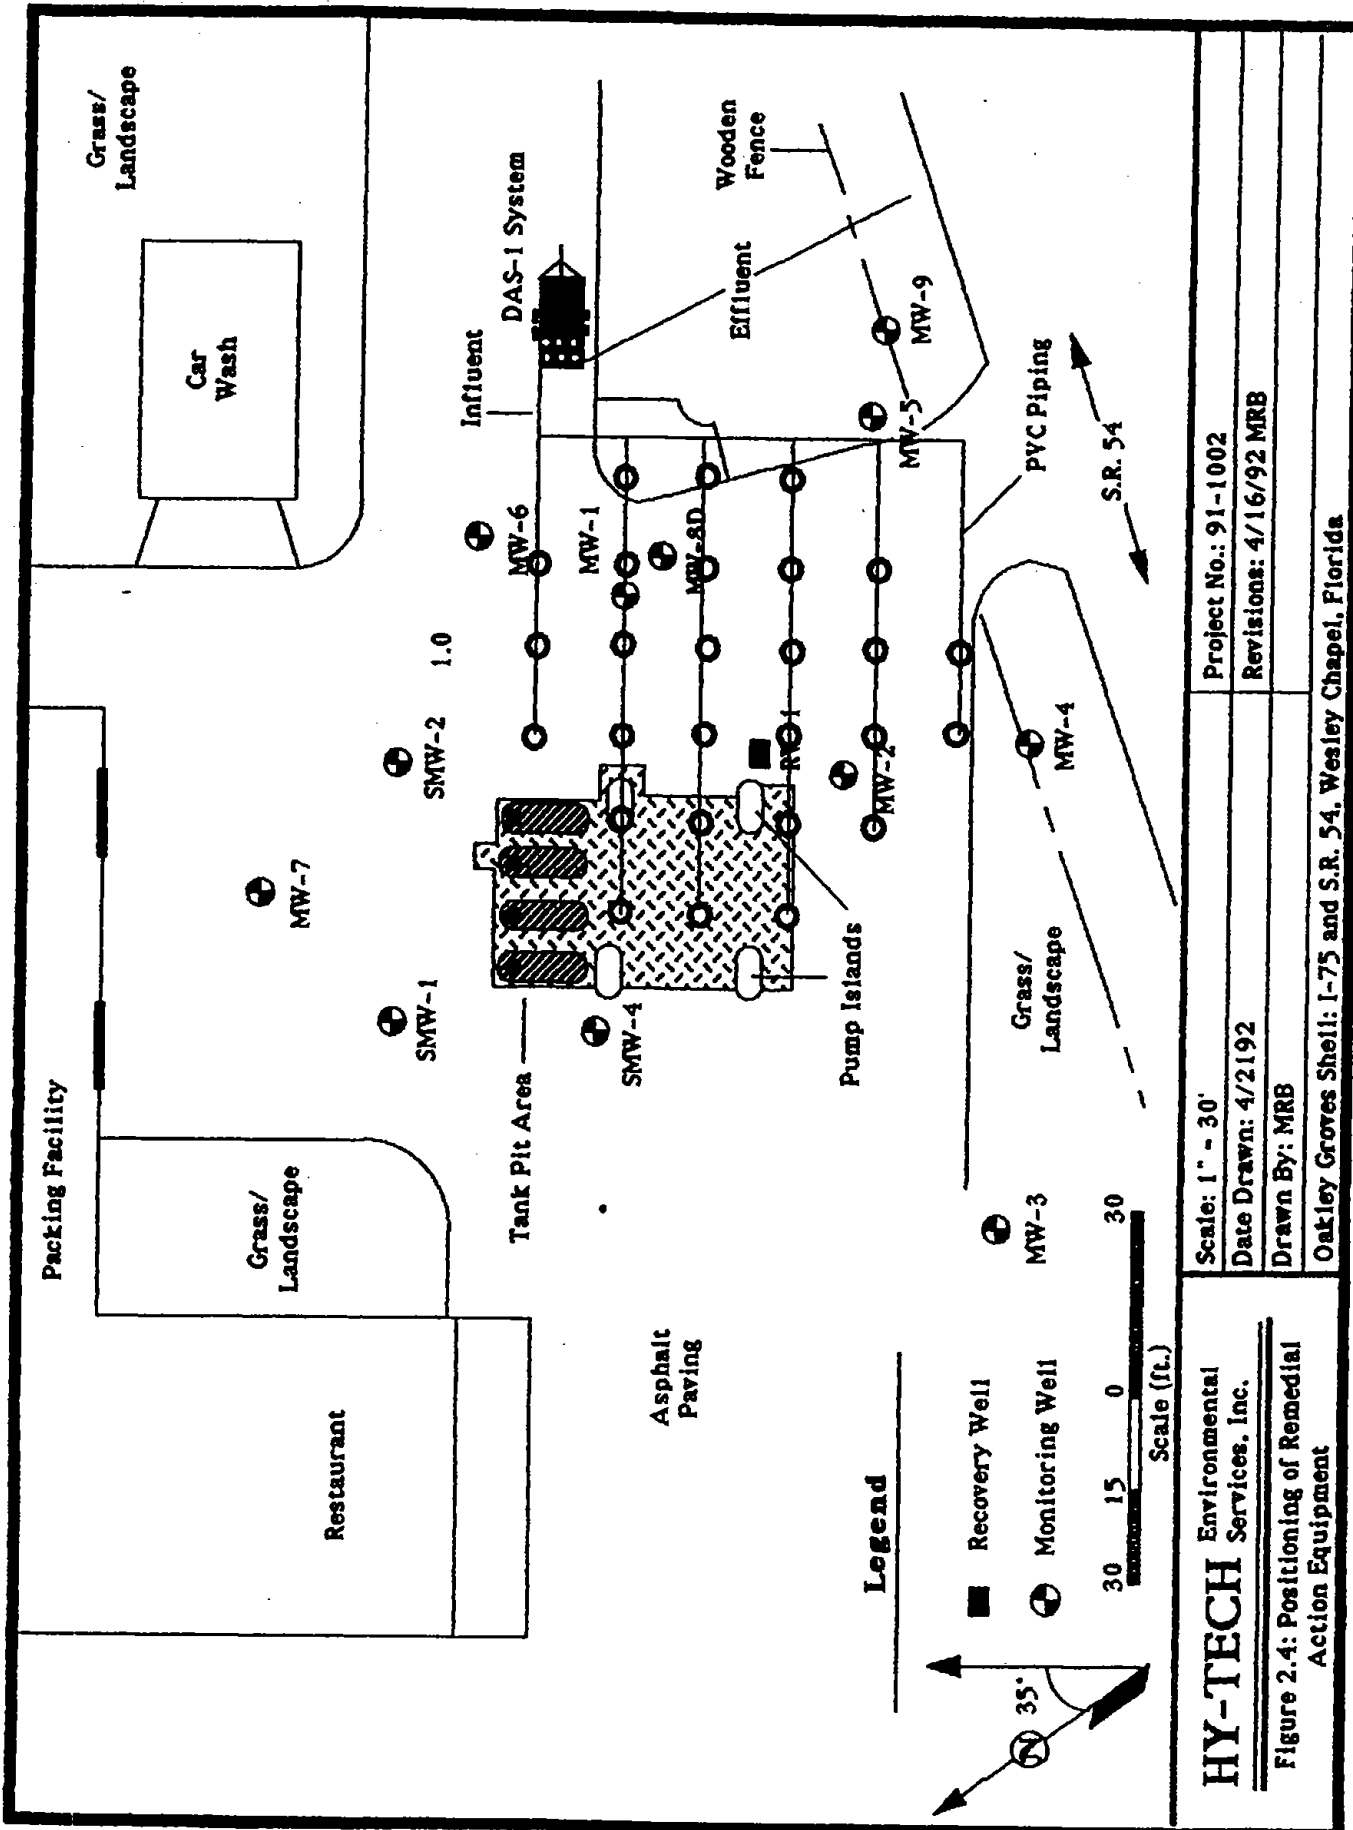 Packing Facility
Grass/
Landscape
Car
Wash
Grass/
Landscape
Restaurant
MW-7
SMW-1
SMW-2
1.0
MW-6
Influent
DAS-1 System
Tank Pit Area
SMW-4
MW-1
MW-8D
Asphalt
Paving
Wooden
Fence
Effluent
MW-2
MW-5
MW-9
Pump Islands
Legend
Recovery Well
Monitoring Well
Grass/
Landscape
MW-3
MW-4
PVC Piping
S.R. 54
N
35°
30 15 0 30
Scale (ft.)
HY-TECH Environmental
Services, Inc.
Figure 2.4: Positioning of Remedial
Action Equipment
Scale: 1" - 30'
Project No.: 91-1002
Date Drawn: 4/2192
Revisions: 4/16/92 MRB
Drawn By: MRB
Oakley Groves Shell: I-75 and S.R. 54, Wesley Chapel, Florida